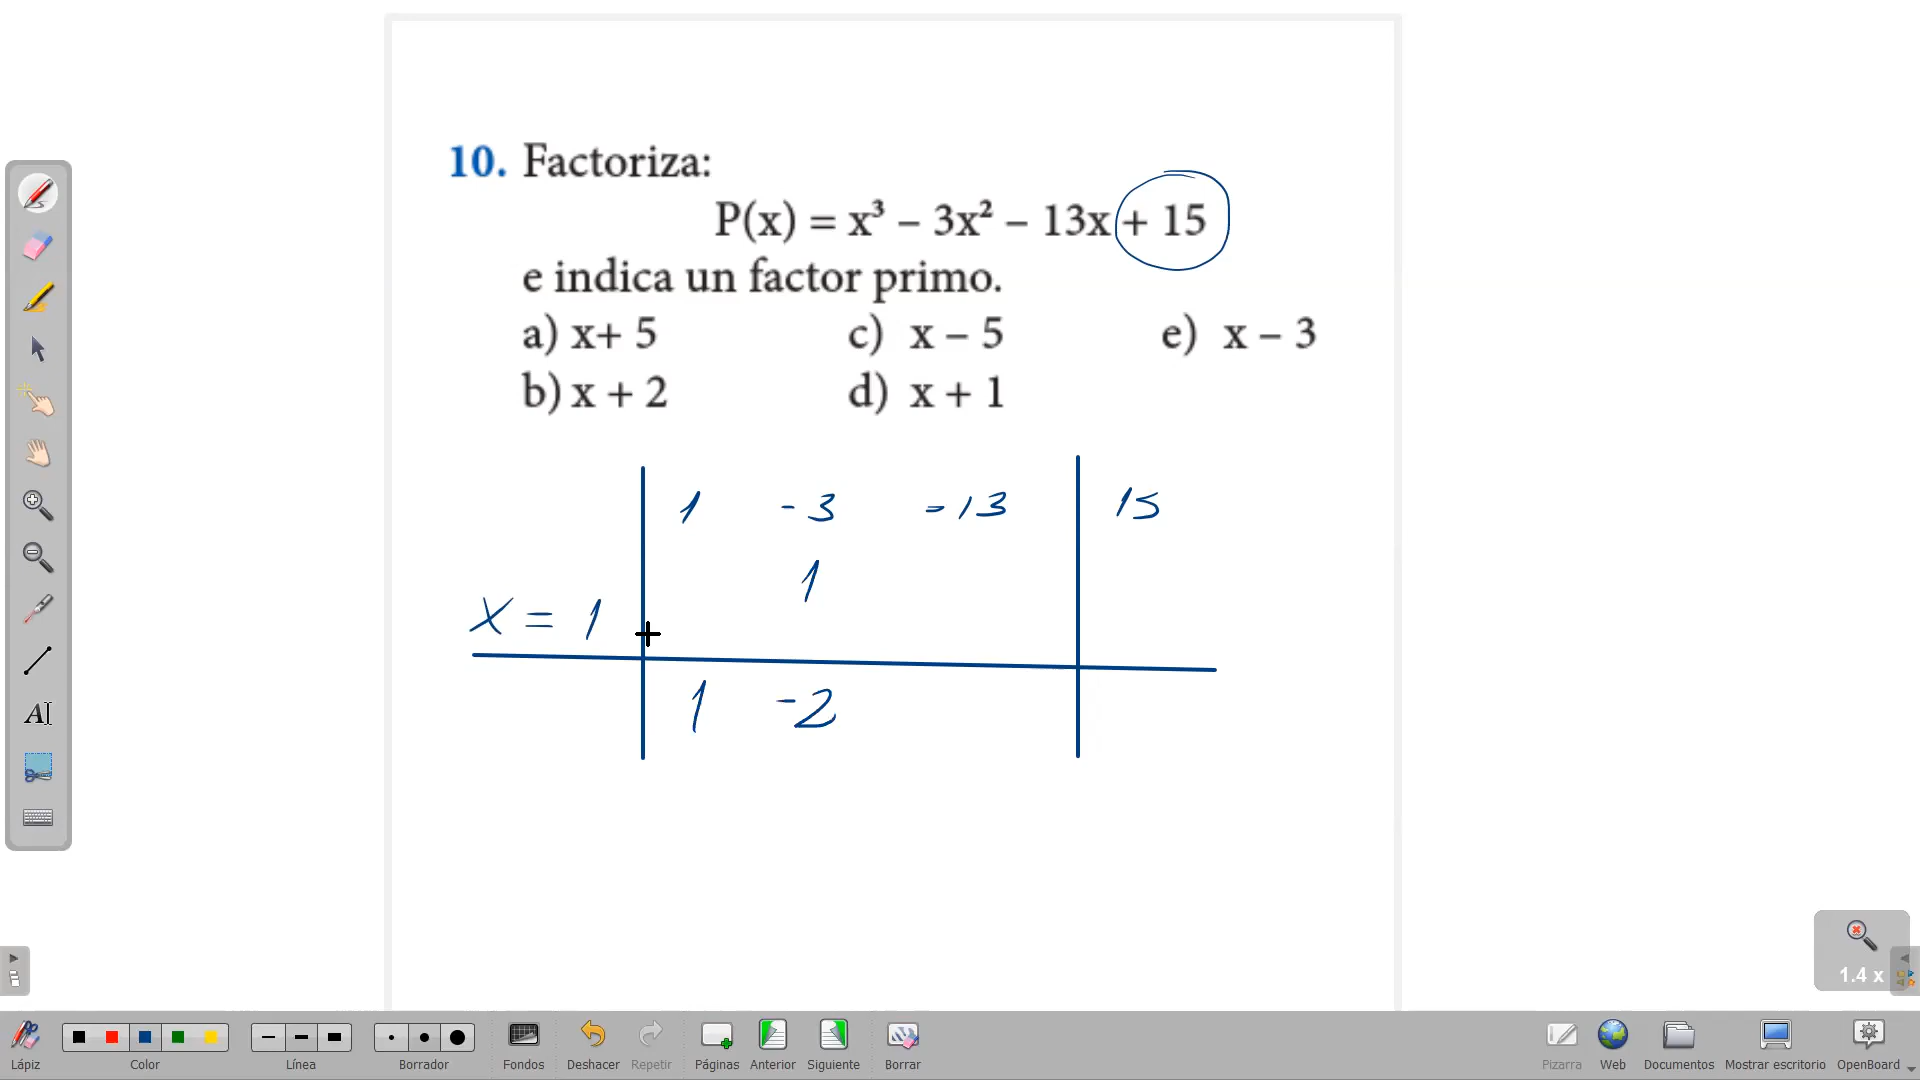 10. Factoriza:
P(x) = x³ – 3x² – 13x + 15
e indica un factor primo.
a) x+ 5 c) x – 5 e) x – 3
b) x + 2 d) x + 1
1 -3 -13 15
1
x = 1
1 -2
1.4 x
Lápiz Color Línea Borrador Fondos Deshacer Repetir Páginas Anterior Siguiente Borrar Pizarra Web Documentos Mostrar escritorio OpenBoard